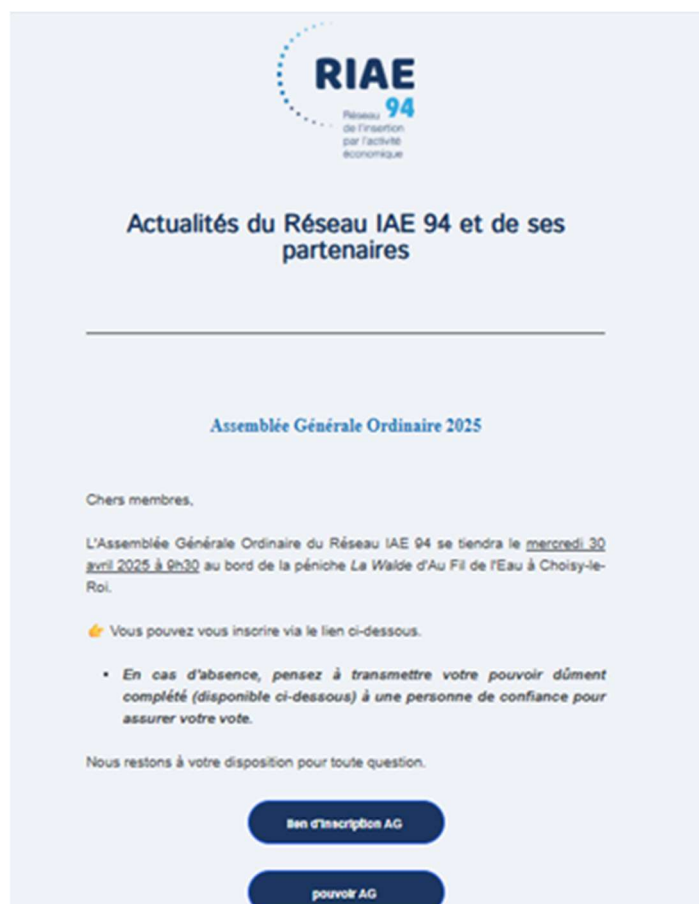 RIAE
94
Réseau
de l'insertion
par l'activité
économique
Actualités du Réseau IAE 94 et de ses
partenaires
Assemblée Générale Ordinaire 2025
Chers membres,
L'Assemblée Générale Ordinaire du Réseau IAE 94 se tiendra le mercredi 30
avril 2025 à 9h30 au bord de la péniche La Walde d'Au Fil de l'Eau à Choisy-le-
Roi.
👉 Vous pouvez vous inscrire via le lien ci-dessous.
• En cas d'absence, pensez à transmettre votre pouvoir dûment
complété (disponible ci-dessous) à une personne de confiance pour
assurer votre vote.
Nous restons à votre disposition pour toute question.
lien d'inscription AG
pouvoir AG